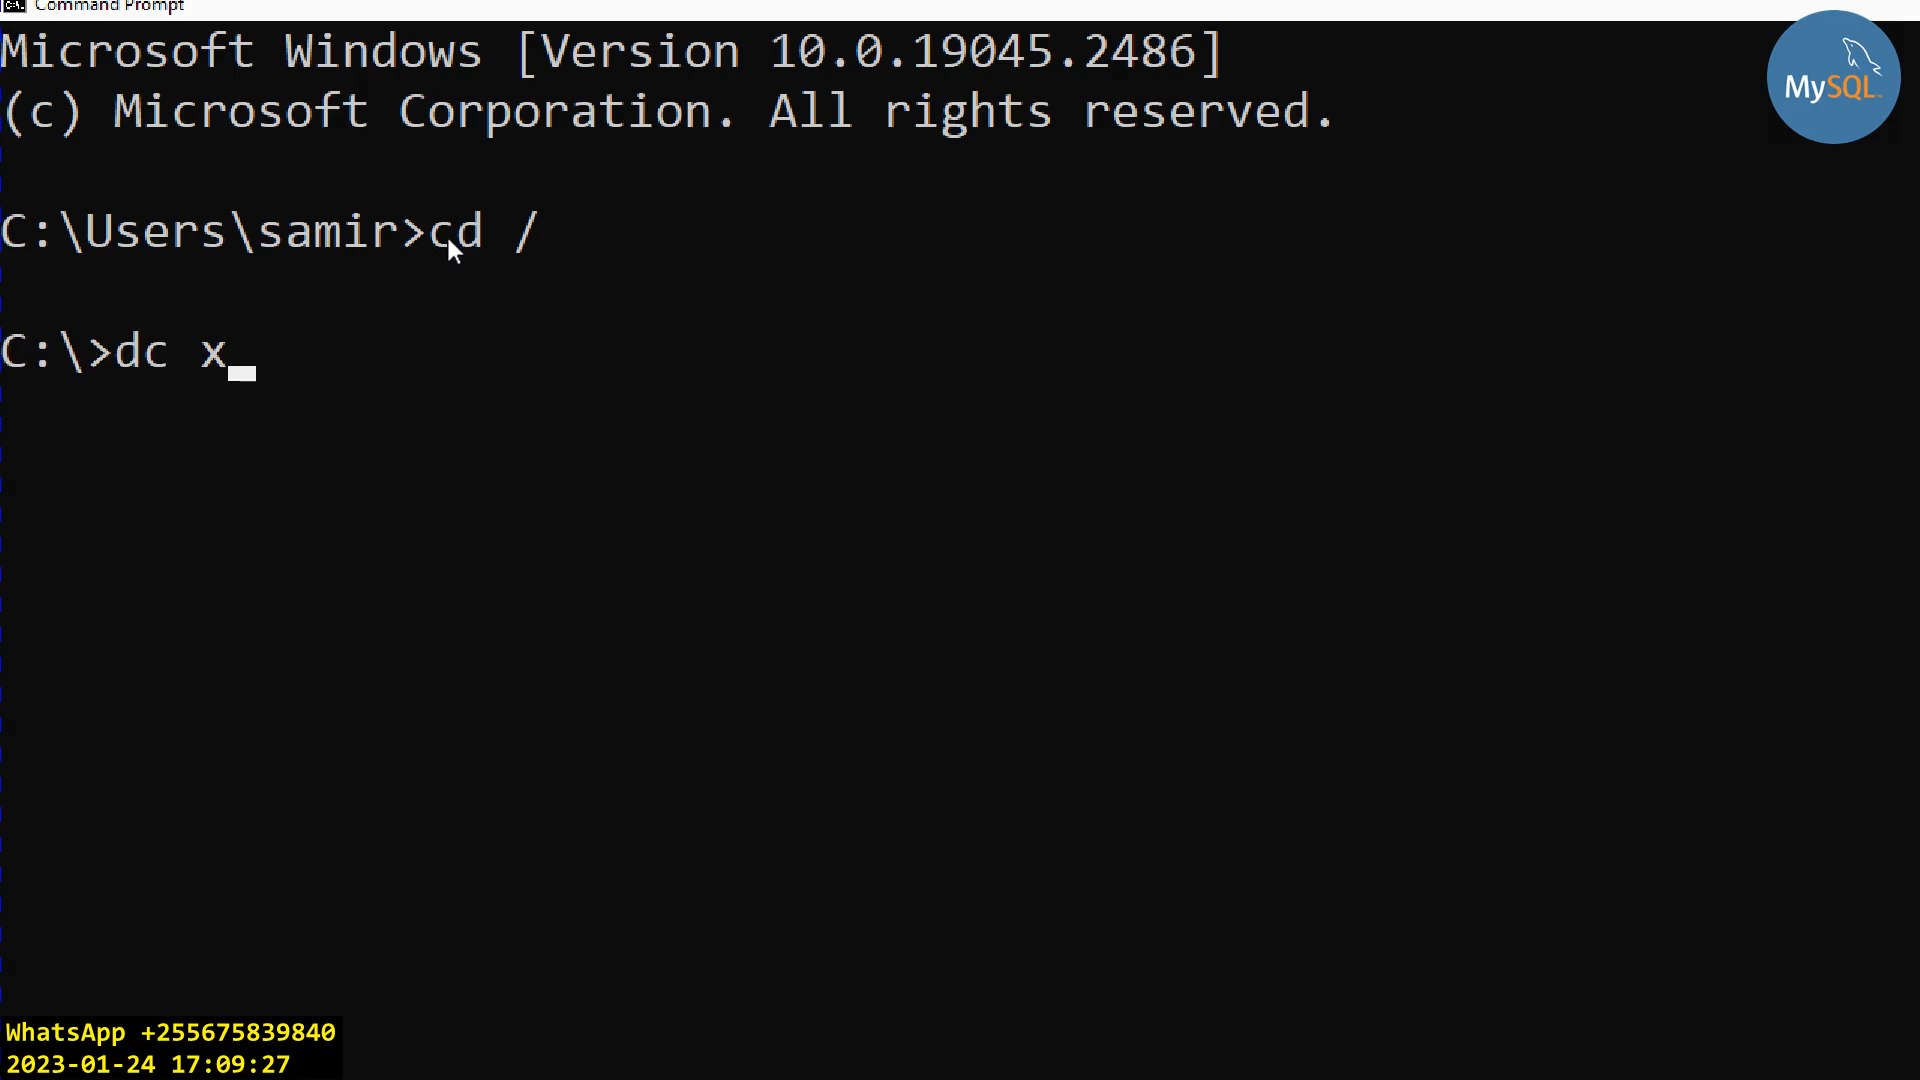 Command Prompt
MySQL
Microsoft Windows [Version 10.0.19045.2486]
(c) Microsoft Corporation. All rights reserved.
C:\Users\samir>cd /
C:\>dc x_
WhatsApp +255675839840
2023-01-24 17:09:27